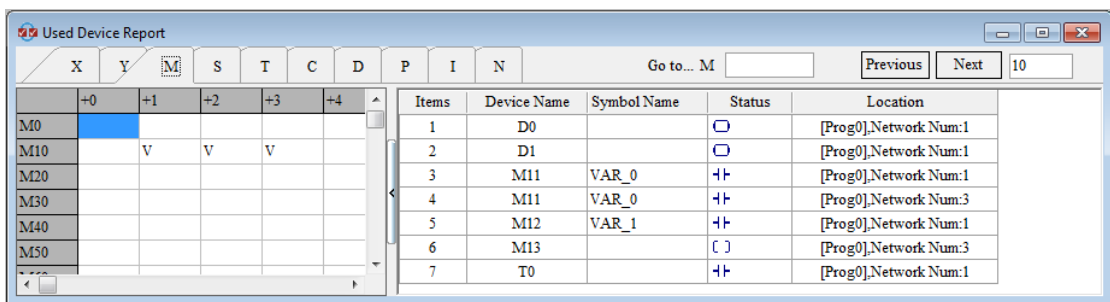 Used Device Report
X Y M S T C D P I N Go to... M Previous Next 10
+0 +1 +2 +3 +4
M0
M10 V V V
M20
M30
M40
M50
Items Device Name Symbol Name Status Location
1 D0 [Prog0],Network Num:1
2 D1 [Prog0],Network Num:1
3 M11 VAR_0 [Prog0],Network Num:1
4 M11 VAR_0 [Prog0],Network Num:3
5 M12 VAR_1 [Prog0],Network Num:1
6 M13 [Prog0],Network Num:3
7 T0 [Prog0],Network Num:1